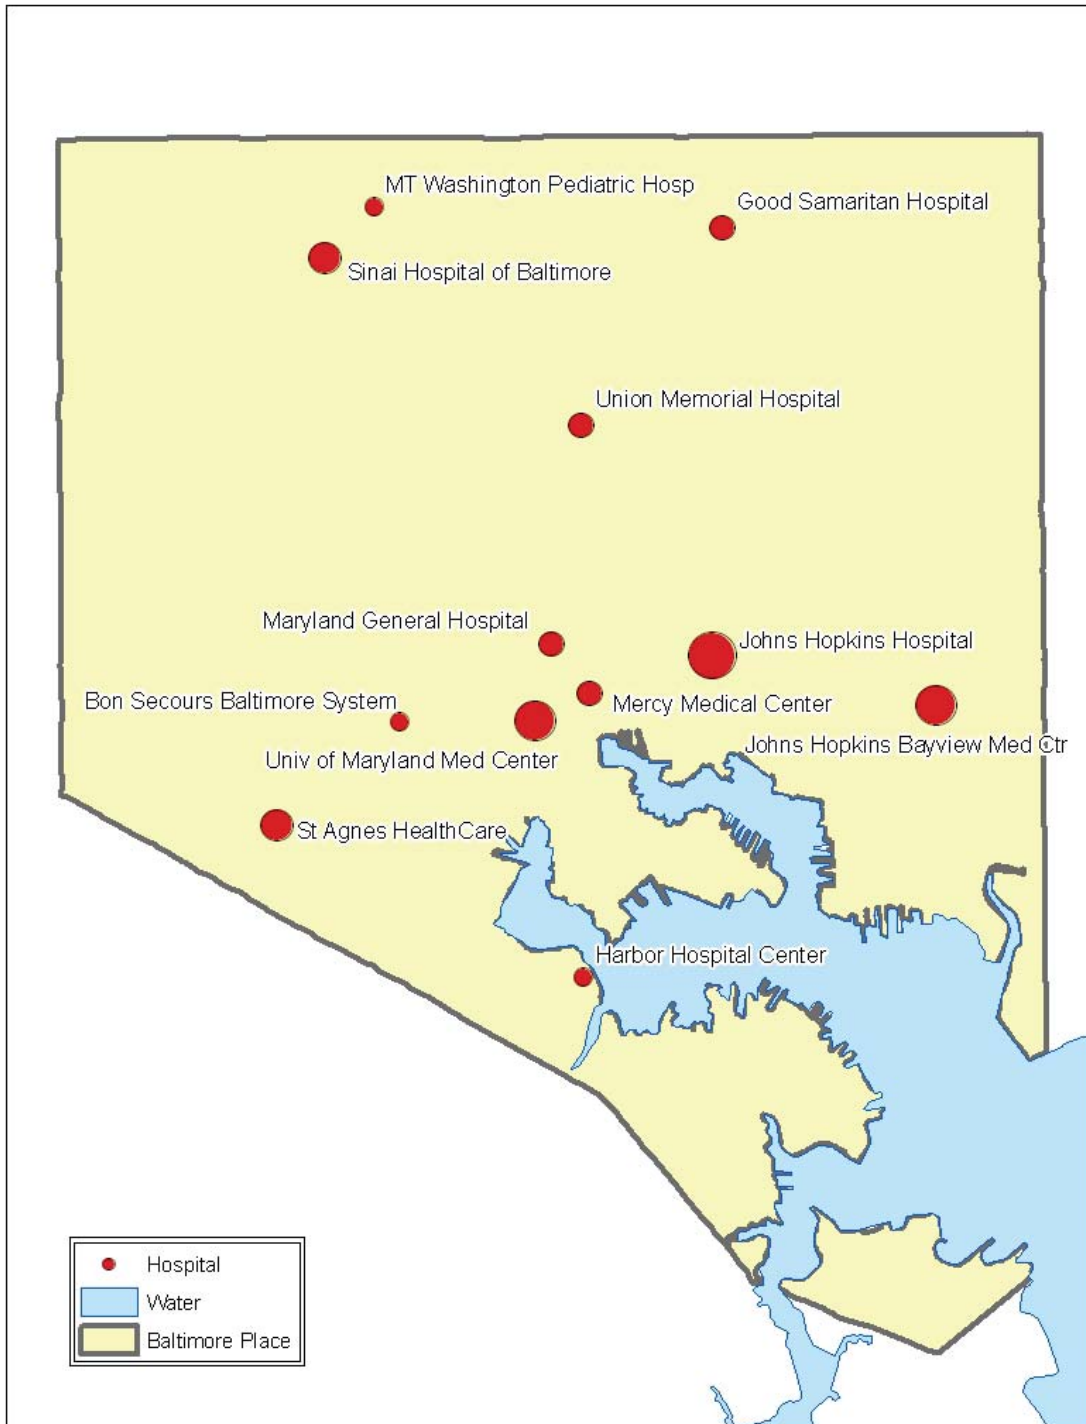 MT Washington Pediatric Hosp
Good Samaritan Hospital
Sinai Hospital of Baltimore
Union Memorial Hospital
Maryland General Hospital
Johns Hopkins Hospital
Bon Secours Baltimore System
Mercy Medical Center
Univ of Maryland Med Center
Johns Hopkins Bayview Med Ctr
St Agnes HealthCare
Harbor Hospital Center
Hospital
Water
Baltimore Place